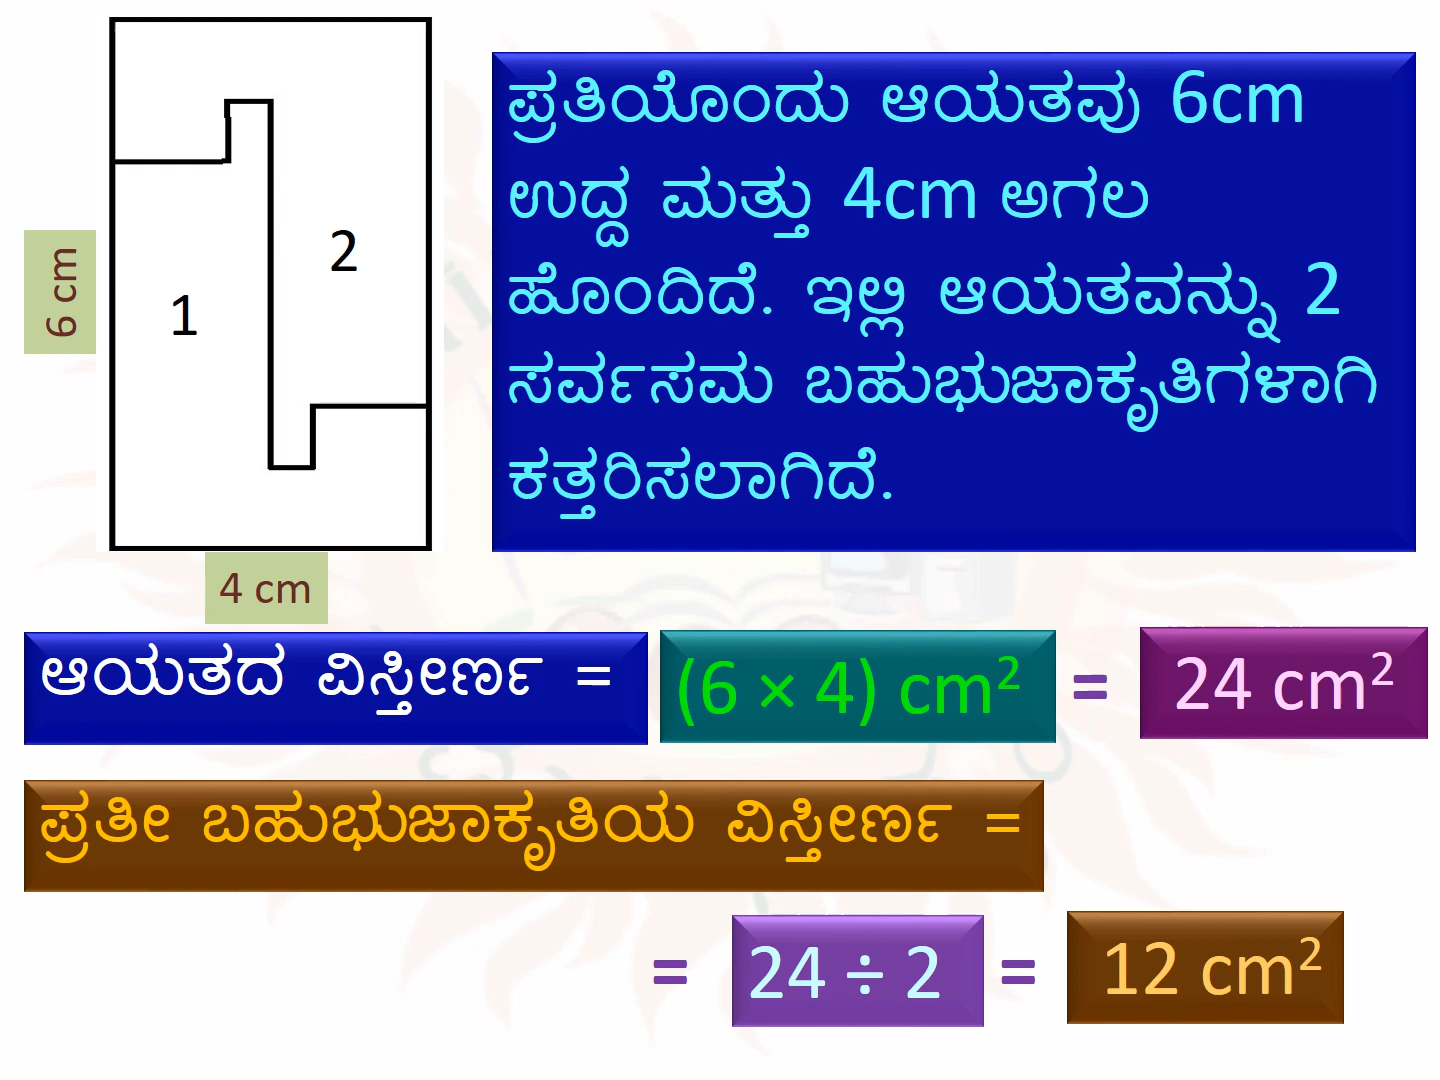 1
2
6 cm
4 cm
ಪ್ರತಿಯೊಂದು ಆಯತವು 6cm
ಉದ್ದ ಮತ್ತು 4cm ಅಗಲ
ಹೊಂದಿದೆ. ಇಲ್ಲಿ ಆಯತವನ್ನು 2
ಸರ್ವಸಮ ಬಹುಭುಜಾಕೃತಿಗಳಾಗಿ
ಕತ್ತರಿಸಲಾಗಿದೆ.
ಆಯತದ ವಿಸ್ತೀರ್ಣ = (6 × 4) cm² = 24 cm²
ಪ್ರತೀ ಬಹುಭುಜಾಕೃತಿಯ ವಿಸ್ತೀರ್ಣ =
= 24 ÷ 2 = 12 cm²